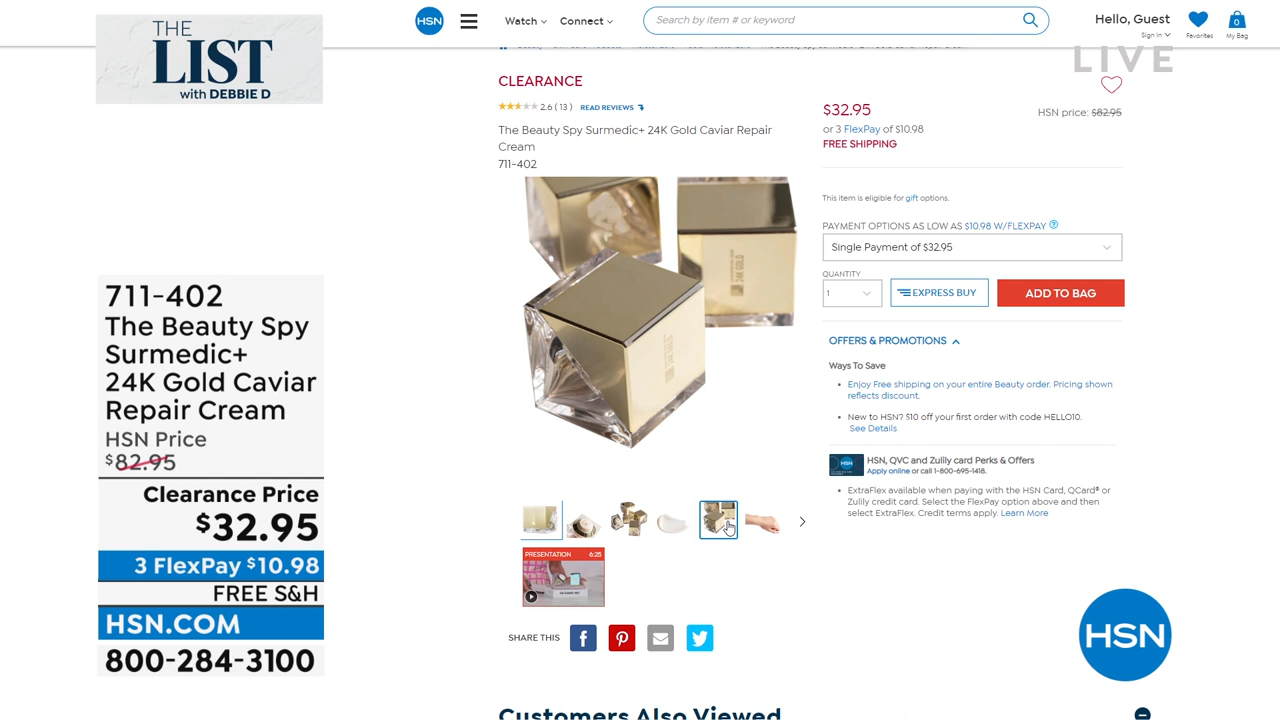 THE
LIST
with DEBBIE D
HSN
Watch
Connect
Search by item # or keyword
Hello, Guest
Sign in
Favorites
0
My Bag
LIVE
CLEARANCE
2.6 ( 13 ) READ REVIEWS
The Beauty Spy Surmedic+ 24K Gold Caviar Repair
Cream
711-402
$32.95
HSN price: $82.95
or 3 FlexPay of $10.98
FREE SHIPPING
This item is eligible for gift options.
PAYMENT OPTIONS AS LOW AS $10.98 W/FLEXPAY ?
Single Payment of $32.95
QUANTITY
1
EXPRESS BUY
ADD TO BAG
OFFERS & PROMOTIONS
Ways To Save
• Enjoy Free shipping on your entire Beauty order. Pricing shown
reflects discount.
• New to HSN? $10 off your first order with code HELLO10.
See Details
HSN
HSN, QVC and Zulily card Perks & Offers
Apply online or call 1-800-695-1418.
• ExtraFlex available when paying with the HSN Card, QCard® or
Zulily credit card. Select the FlexPay option above and then
select ExtraFlex. Credit terms apply. Learn More
24K GOLD
PRESENTATION 6:25
SHARE THIS
711-402
The Beauty Spy
Surmedic+
24K Gold Caviar
Repair Cream
HSN Price
$82.95
Clearance Price
$32.95
3 FlexPay $10.98
FREE S&H
HSN.COM
800-284-3100
HSN
Customers Also Viewed